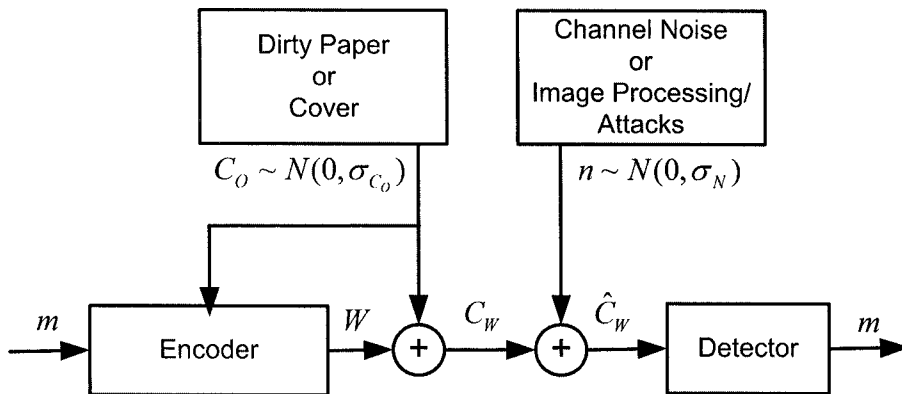 Dirty Paper
or
Cover
Channel Noise
or
Image Processing/
Attacks
C_O ~ N(0, σ_{C_O})
n ~ N(0, σ_N)
m
Encoder
W
+
C_W
+
Ĉ_W
Detector
m